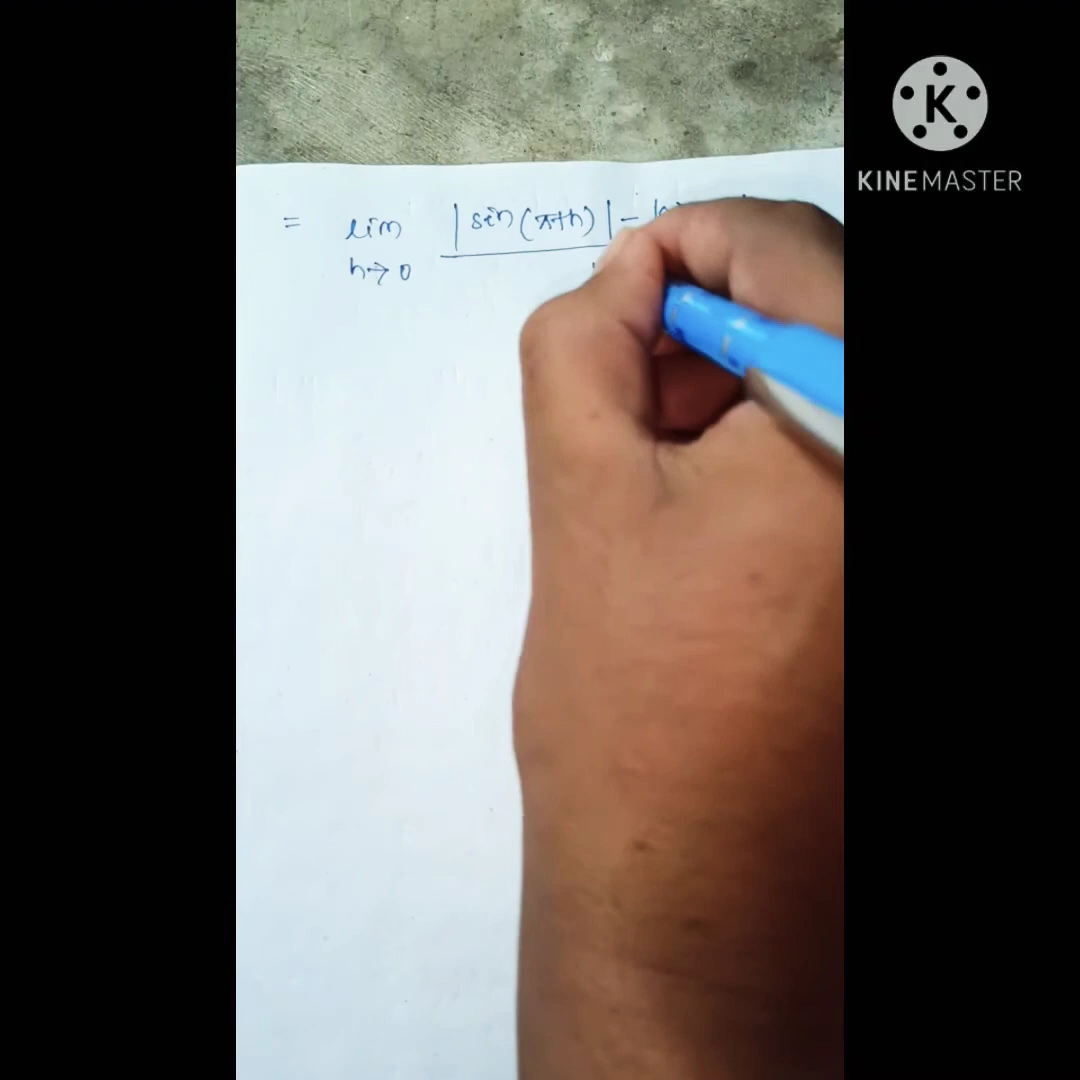 = lim |sin(π+h)| -
h→0
K
KINEMASTER